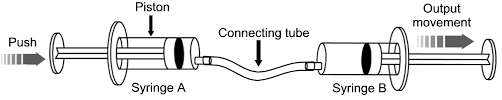 Piston
Output
movement
Push
Connecting tube
Syringe A
Syringe B